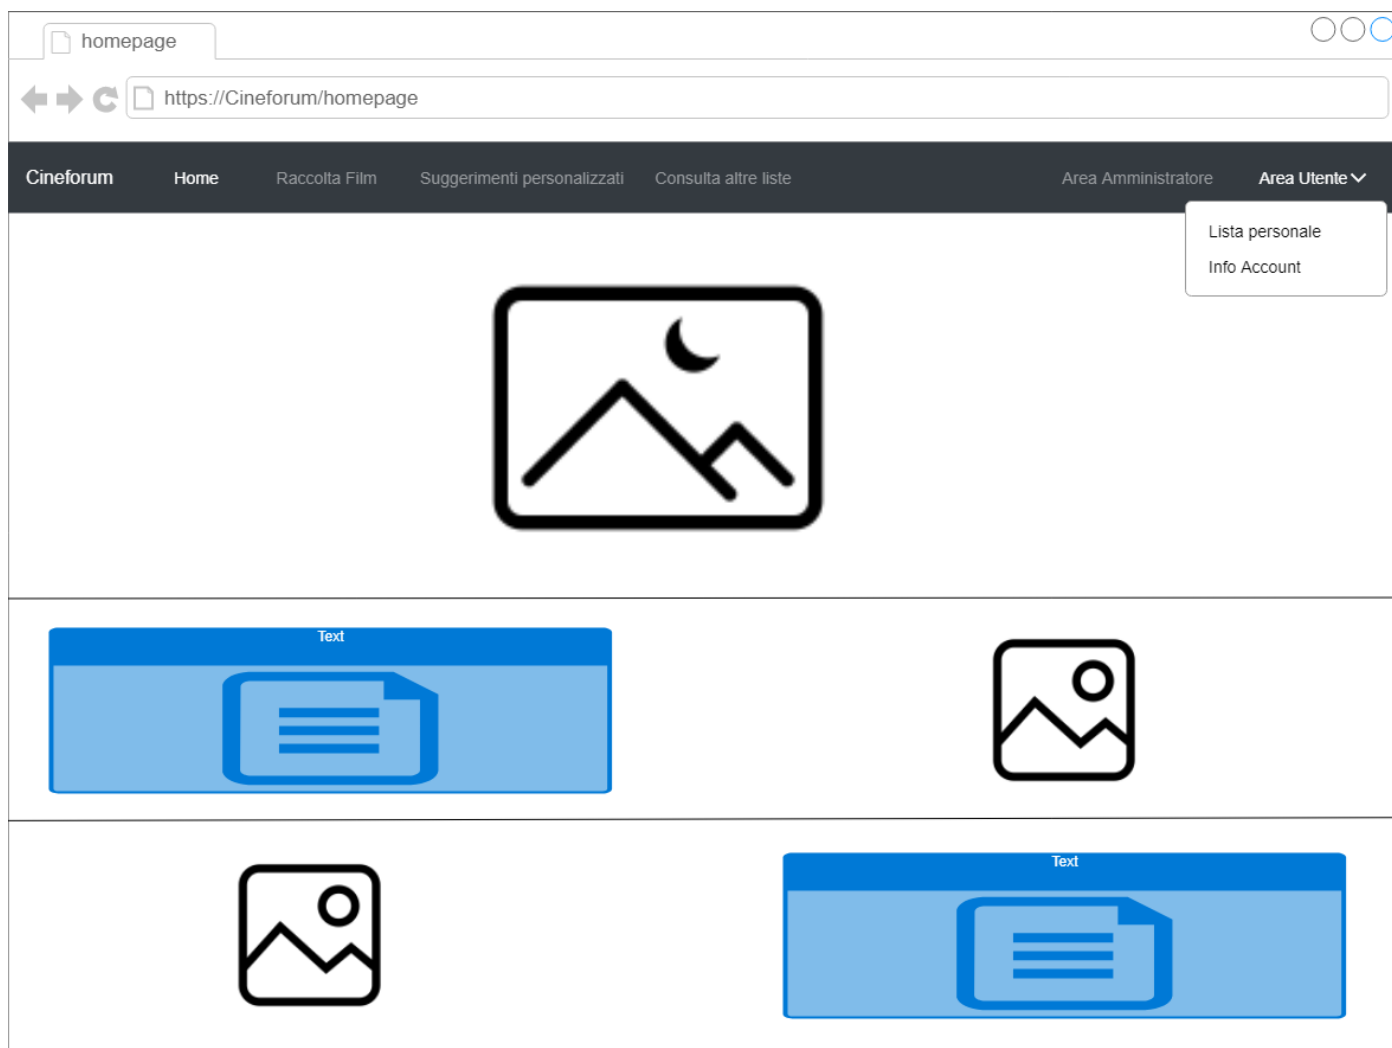 homepage
https://Cineforum/homepage
Cineforum Home Raccolta Film Suggerimenti personalizzati Consulta altre liste Area Amministratore Area Utente
Lista personale
Info Account
Text
Text